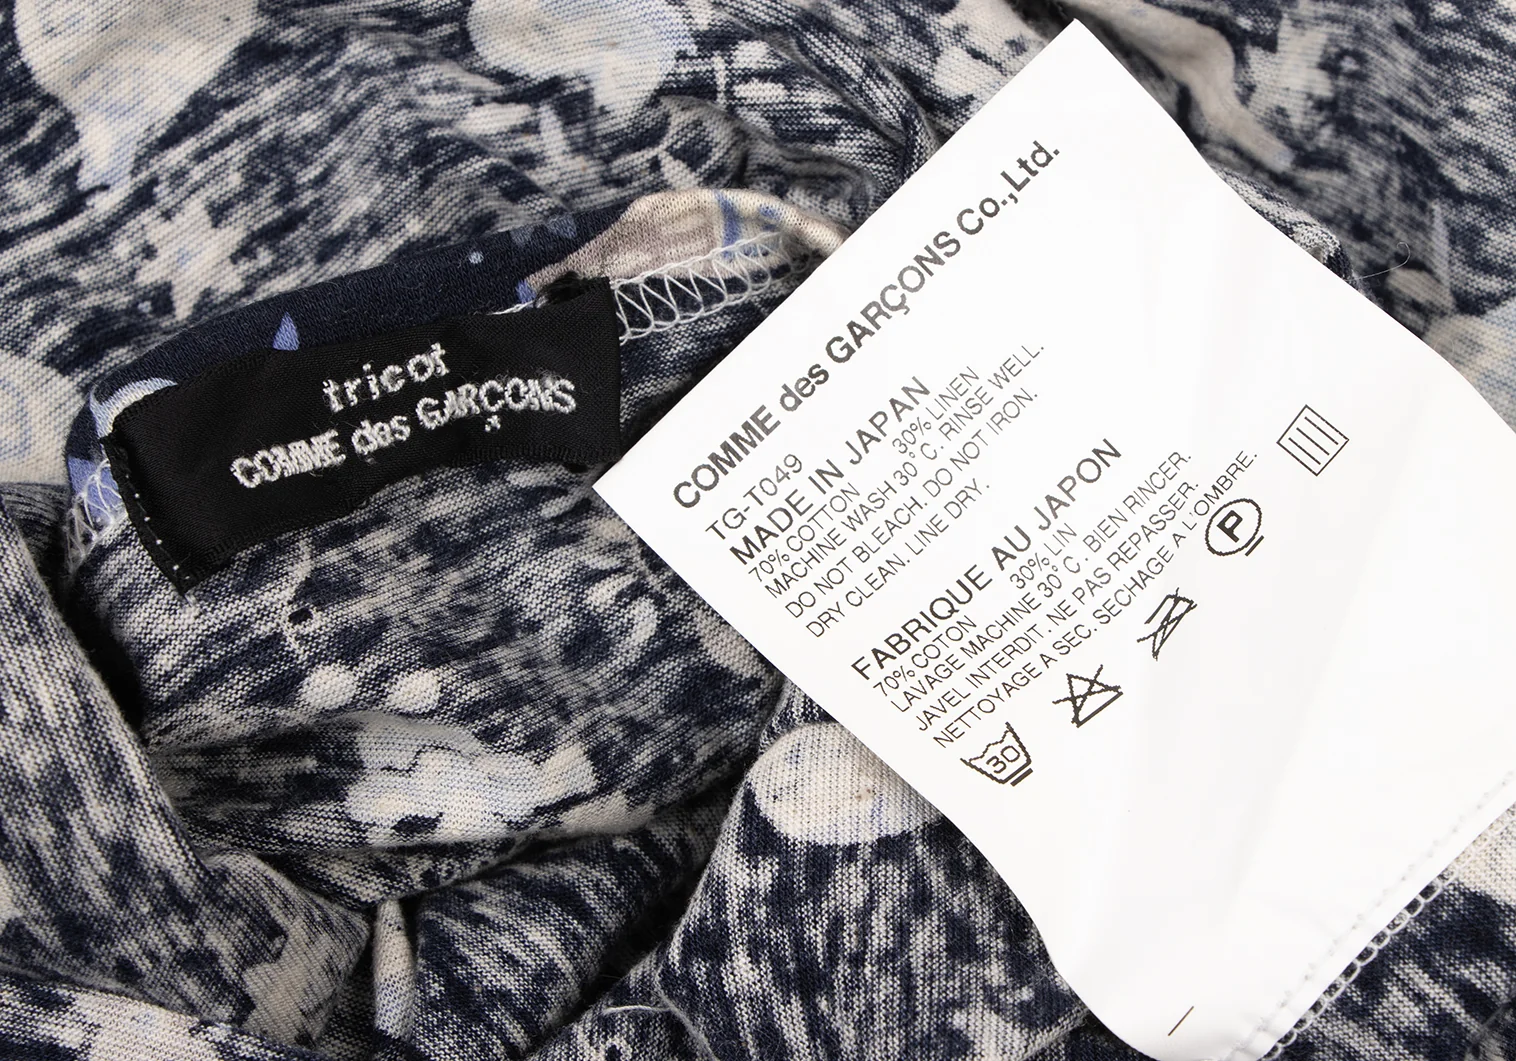 tricot
COMME des GARÇONS
COMME des GARÇONS Co.,Ltd.
TG-T049
MADE IN JAPAN
70% COTTON 30% LINEN
MACHINE WASH 30°C. RINSE WELL.
DO NOT BLEACH. DO NOT IRON.
DRY CLEAN. LINE DRY.
FABRIQUE AU JAPON
70% COTON 30% LIN
LAVAGE MACHINE 30°C. BIEN RINCER.
JAVEL INTERDIT. NE PAS REPASSER.
NETTOYAGE A SEC. SECHAGE A L'OMBRE.
30
P